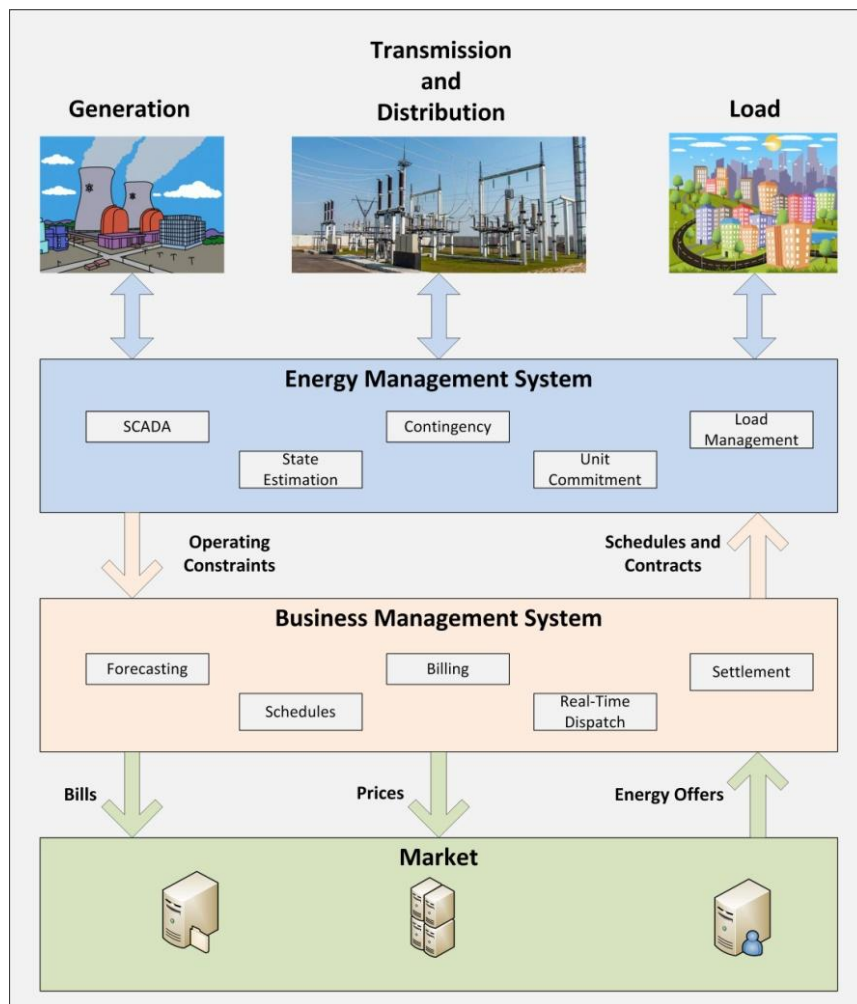 Transmission
and
Distribution
Generation
Load
Energy Management System
SCADA
Contingency
Load
Management
State
Estimation
Unit
Commitment
Operating
Constraints
Schedules and
Contracts
Business Management System
Forecasting
Billing
Settlement
Schedules
Real-Time
Dispatch
Bills
Prices
Energy Offers
Market